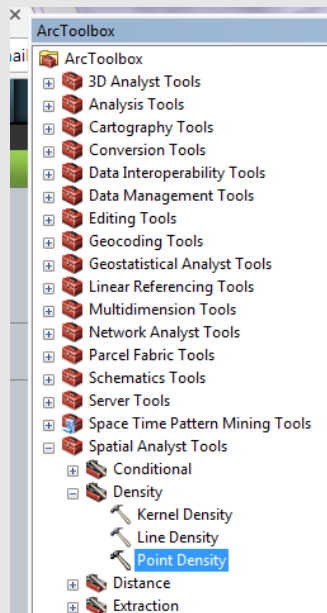 ArcToolbox
ail
ArcToolbox
3D Analyst Tools
Analysis Tools
Cartography Tools
Conversion Tools
Data Interoperability Tools
Data Management Tools
Editing Tools
Geocoding Tools
Geostatistical Analyst Tools
Linear Referencing Tools
Multidimension Tools
Network Analyst Tools
Parcel Fabric Tools
Schematics Tools
Server Tools
Space Time Pattern Mining Tools
Spatial Analyst Tools
Conditional
Density
Kernel Density
Line Density
Point Density
Distance
Extraction